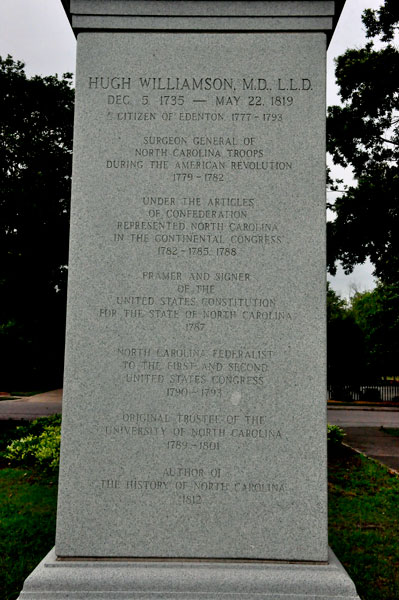 HUGH WILLIAMSON, M.D., L.L.D.
DEC. 5, 1735 — MAY 22, 1819
CITIZEN OF EDENTON 1777 - 1793
SURGEON GENERAL OF
NORTH CAROLINA TROOPS
DURING THE AMERICAN REVOLUTION
1779 - 1782
UNDER THE ARTICLES
OF CONFEDERATION
REPRESENTED NORTH CAROLINA
IN THE CONTINENTAL CONGRESS
1782 - 1785, 1788
FRAMER AND SIGNER
OF THE
UNITED STATES CONSTITUTION
FOR THE STATE OF NORTH CAROLINA
1787
NORTH CAROLINA FEDERALIST
TO THE FIRST AND SECOND
UNITED STATES CONGRESS
1790 - 1793
ORIGINAL TRUSTEE OF THE
UNIVERSITY OF NORTH CAROLINA
1789 - 1801
AUTHOR OF
THE HISTORY OF NORTH CAROLINA
1812